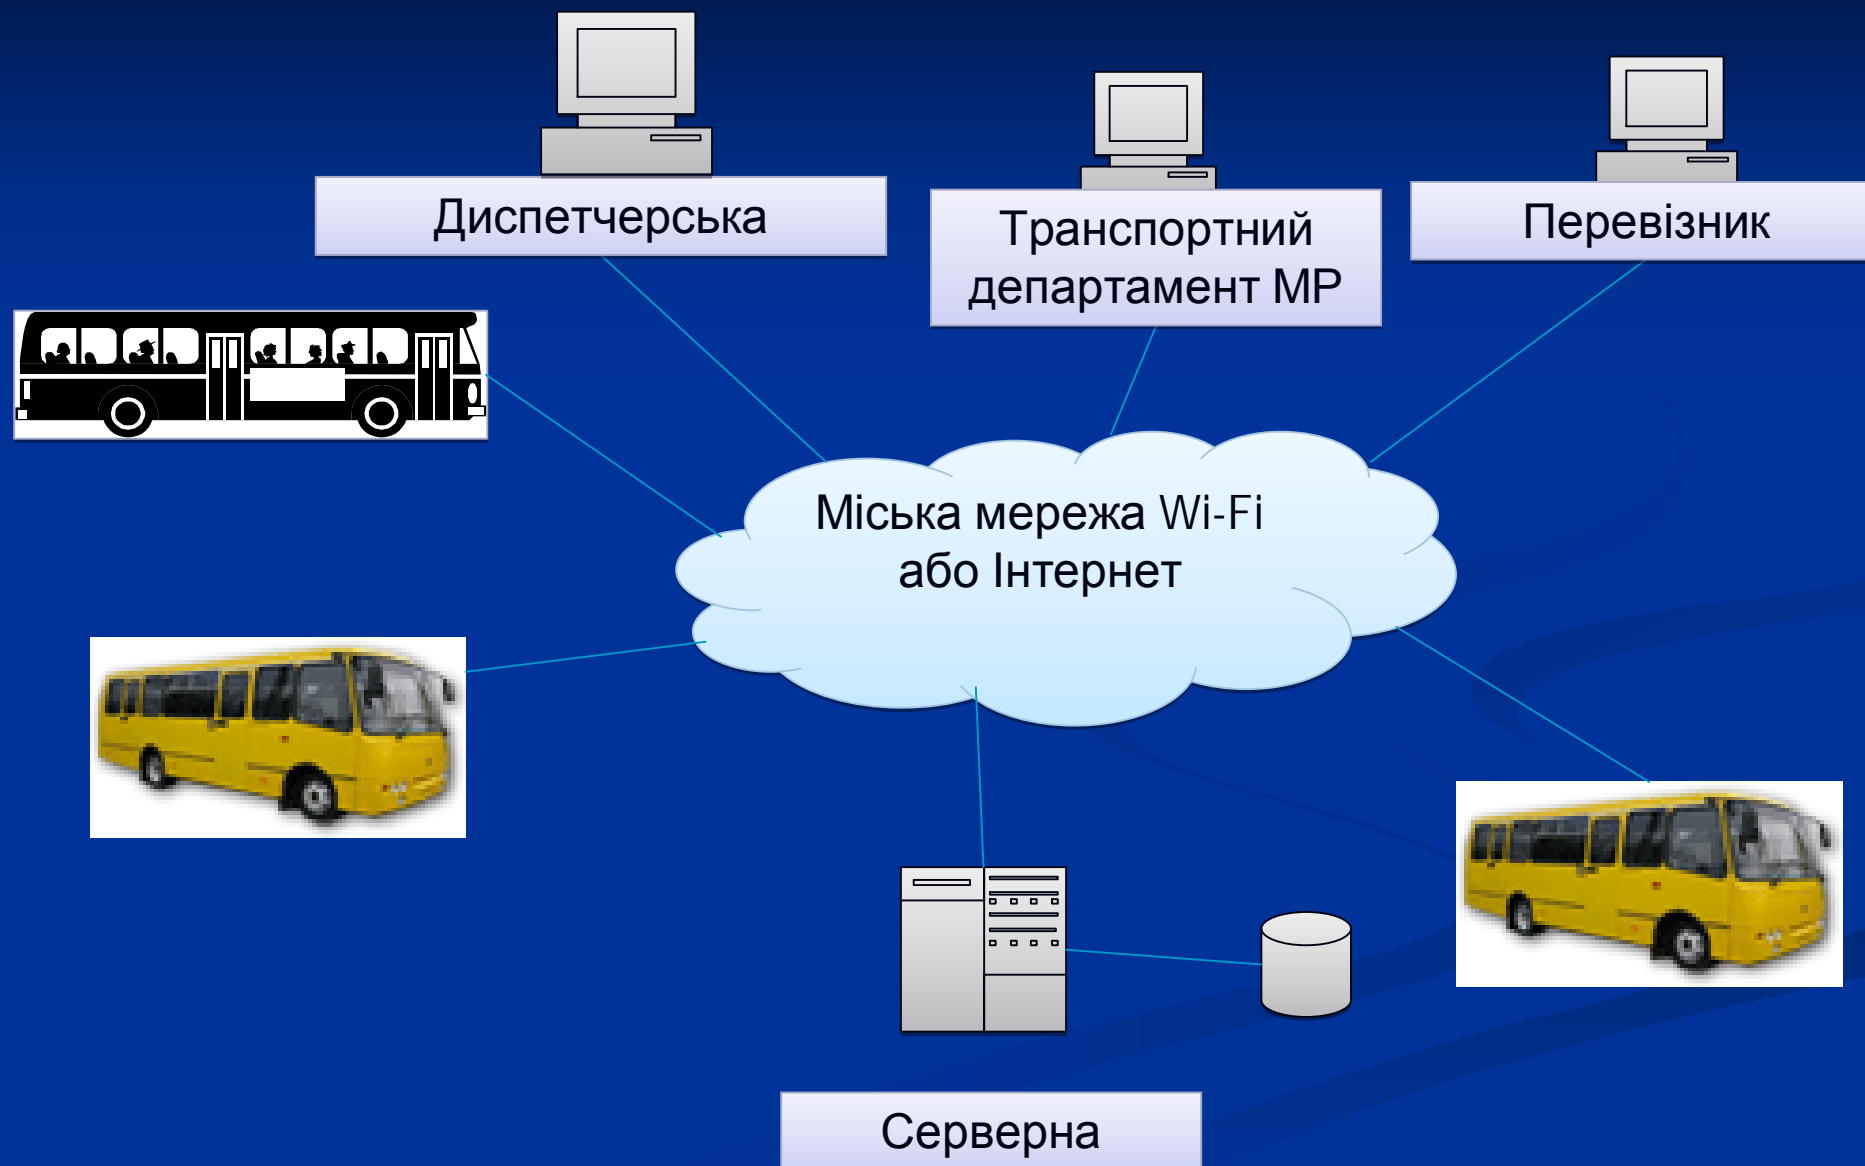 Диспетчерська
Транспортний
департамент МР
Перевізник
Міська мережа Wi-Fi
або Інтернет
Серверна